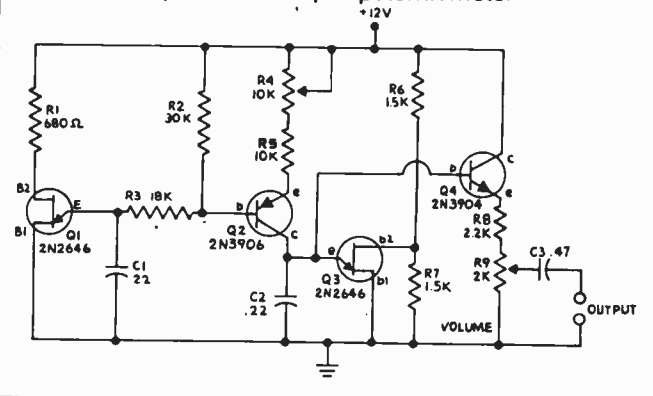 +12V
R1
680Ω
R2
30K
R4
10K
R5
10K
R6
1.5K
B2
E
B1
Q1
2N2646
R3 18K
b
e
c
Q2
2N3906
C1
22
C2
.22
e
b2
b1
Q3
2N2646
R7
1.5K
b
c
e
Q4
2N3904
R8
2.2K
R9
2K
C3 .47
OUTPUT
VOLUME